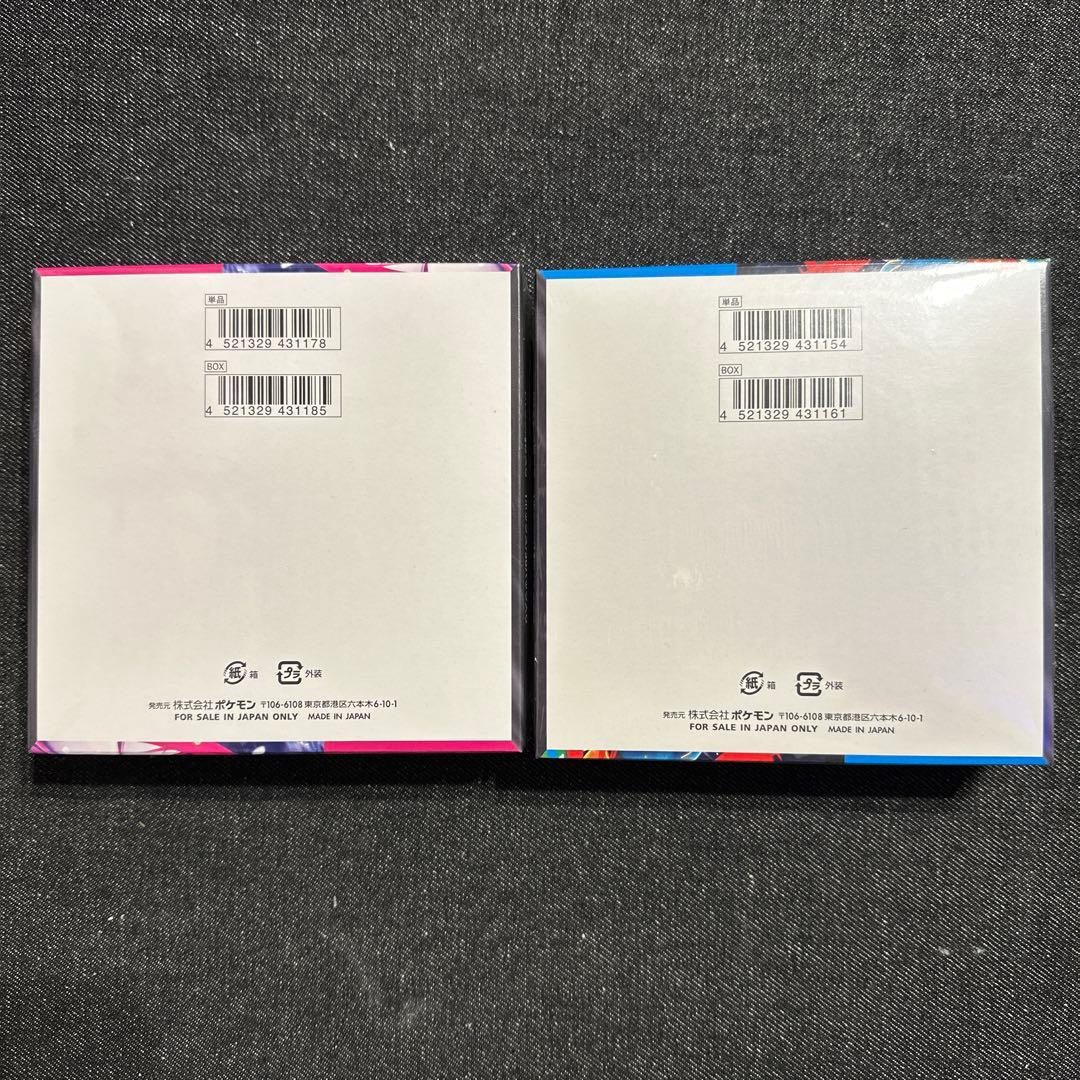 単品
4 521329 431178
BOX
4 521329 431185
紙 箱 プラ 外装
発売元 株式会社ポケモン 〒106-6108 東京都港区六本木6-10-1
FOR SALE IN JAPAN ONLY MADE IN JAPAN
単品
4 521329 431154
BOX
4 521329 431161
紙 箱 プラ 外装
発売元 株式会社ポケモン 〒106-6108 東京都港区六本木6-10-1
FOR SALE IN JAPAN ONLY MADE IN JAPAN